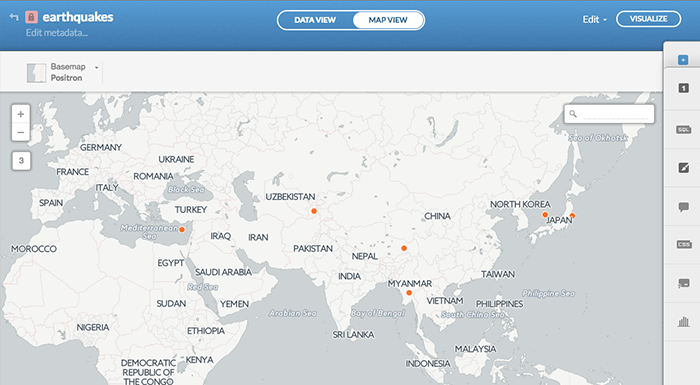 earthquakes
Edit metadata...
DATA VIEW
MAP VIEW
Edit
VISUALIZE
Basemap
Positron
+
−
3
1
SQL
CSS
Sea of Okhotsk
GERMANY
UKRAINE
FRANCE
ROMANIA
ITALY
Black Sea
SPAIN
TURKEY
UZBEKISTAN
NORTH KOREA
CHINA
JAPAN
Mediterranean
Sea
IRAQ
IRAN
MOROCCO
PAKISTAN
NEPAL
EGYPT
SAUDI ARABIA
INDIA
TAIWAN
Red Sea
MYANMAR
Philippine Sea
SUDAN
YEMEN
VIETNAM
PHILIPPINES
Arabian Sea
Bay of Bengal
South China Sea
NIGERIA
ETHIOPIA
SRI LANKA
MALAYSIA
KENYA
INDONESIA
DEMOCRATIC
REPUBLIC OF
THE CONGO